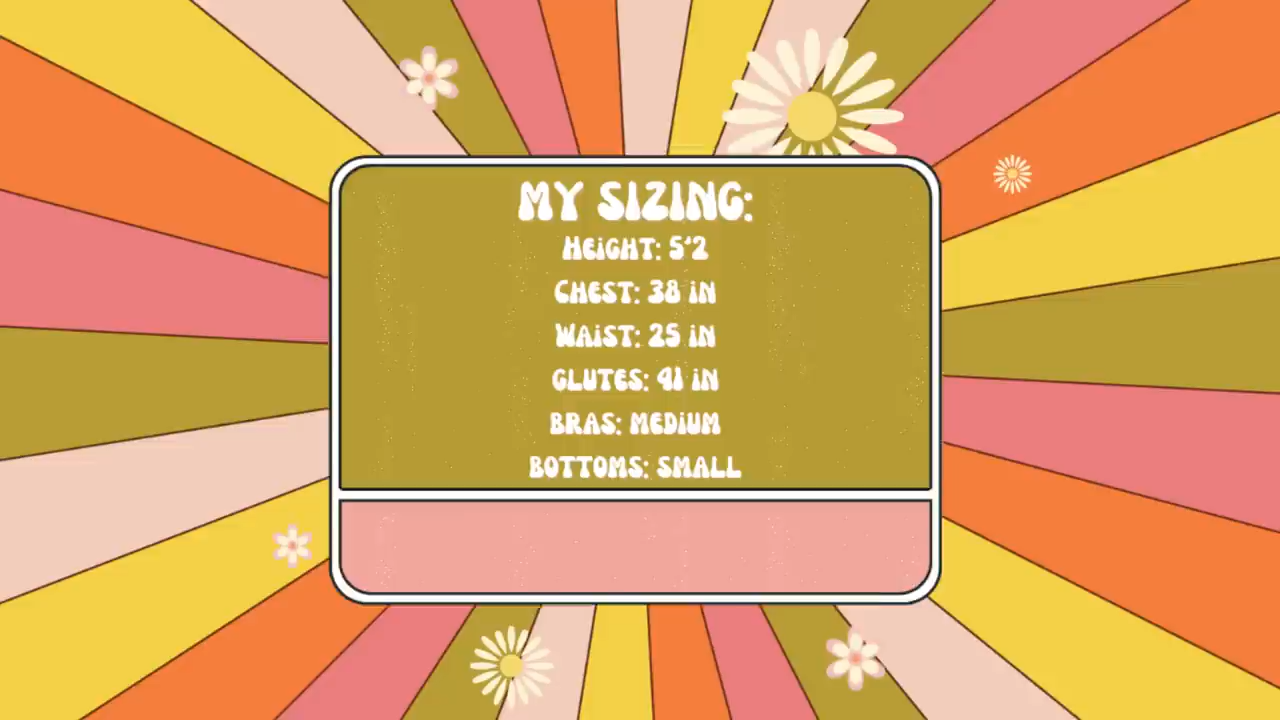 MY SIZING:
HEIGHT: 5'2
CHEST: 38 IN
WAIST: 25 IN
GLUTES: 41 IN
BRAS: MEDIUM
BOTTOMS: SMALL